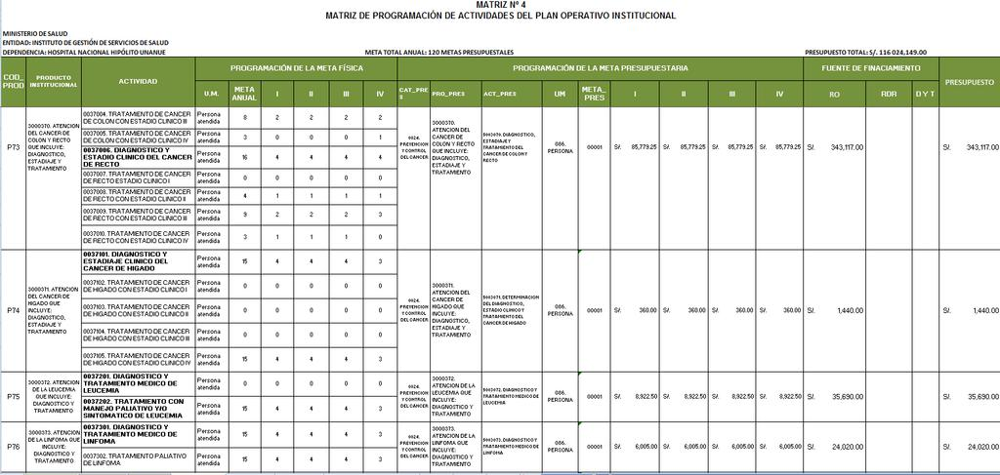 MATRIZ Nº 4
MATRIZ DE PROGRAMACIÓN DE ACTIVIDADES DEL PLAN OPERATIVO INSTITUCIONAL
MINISTERIO DE SALUD
ENTIDAD: INSTITUTO DE GESTIÓN DE SERVICIOS DE SALUD
DEPENDENCIA: HOSPITAL NACIONAL HIPÓLITO UNANUE META TOTAL ANUAL: 120 METAS PRESUPUESTALES PRESUPUESTO TOTAL: S/. 116 024,149.00
COD_PROD PRODUCTO INSTITUCIONAL ACTIVIDAD PROGRAMACIÓN DE LA META FÍSICA PROGRAMACIÓN DE LA META PRESUPUESTARIA FUENTE DE FINACIAMIENTO PRESUPUESTO
U.M. META ANUAL I II III IV CAT_PRES PRO_PRES ACT_PRES UM META_PRES I II III IV RO RDR D Y T
P73 3000370. ATENCION DEL CANCER DE COLON Y RECTO QUE INCLUYE: DIAGNOSTICO, ESTADIAJE Y TRATAMIENTO
0037004. TRATAMIENTO DE CANCER DE COLON CON ESTADIO CLINICO III Persona atendida 8 2 2 2 2
0037005. TRATAMIENTO DE CANCER DE COLON CON ESTADIO CLINICO IV Persona atendida 3 0 0 0 1
0037006. DIAGNOSTICO Y ESTADIO CLINICO DEL CANCER DE RECTO Persona atendida 16 4 4 4 4
0037007. TRATAMIENTO DE CANCER DE RECTO ESTADIO CLINICO I Persona atendida 0 0 0 0 0
0037008. TRATAMIENTO DE CANCER DE RECTO CON ESTADIO CLINICO II Persona atendida 4 1 1 1 1
0037009. TRATAMIENTO DE CANCER DE RECTO CON ESTADIO CLINICO III Persona atendida 9 2 2 2 3
0037010. TRATAMIENTO DE CANCER DE RECTO CON ESTADIO CLINICO IV Persona atendida 3 1 1 1 0
0024. PREVENCION Y CONTROL DEL CANCER 3000370. ATENCION DEL CANCER DE COLON Y RECTO QUE INCLUYE: DIAGNOSTICO, ESTADIAJE Y TRATAMIENTO 5003070. DIAGNOSTICO, ESTADIAJE Y TRATAMIENTO DEL CANCER DE COLON Y RECTO 086. PERSONA 00001 S/. 85,779.25 S/. 85,779.25 S/. 85,779.25 S/. 85,779.25 S/. 343,117.00 S/. 343,117.00
P74 3000371. ATENCION DEL CANCER DE HIGADO QUE INCLUYE: DIAGNOSTICO, ESTADIAJE Y TRATAMIENTO
0037101. DIAGNOSTICO Y ESTADIAJE CLINICO DEL CANCER DE HIGADO Persona atendida 15 4 4 4 3
0037102. TRATAMIENTO DE CANCER DE HIGADO CON ESTADIO CLINICO I Persona atendida 0 0 0 0 0
0037103. TRATAMIENTO DE CANCER DE HIGADO CON ESTADIO CLINICO II Persona atendida 0 0 0 0 0
0037104. TRATAMIENTO DE CANCER DE HIGADO CON ESTADIO CLINICO III Persona atendida 0 0 0 0 0
0037105. TRATAMIENTO DE CANCER DE HIGADO CON ESTADIO CLINICO IV Persona atendida 15 4 4 4 3
0024. PREVENCION Y CONTROL DEL CANCER 3000371. ATENCION DEL CANCER DE HIGADO QUE INCLUYE: DIAGNOSTICO, ESTADIAJE Y TRATAMIENTO 5003071. DETERMINACION DEL DIAGNOSTICO, ESTADIO CLINICO Y TRATAMIENTO DEL CANCER DE HIGADO 086. PERSONA 00001 S/. 360.00 S/. 360.00 S/. 360.00 S/. 360.00 S/. 1,440.00 S/. 1,440.00
P75 3000372. ATENCION DE LA LEUCEMIA QUE INCLUYE: DIAGNOSTICO Y TRATAMIENTO
0037201. DIAGNOSTICO Y TRATAMIENTO MEDICO DE LEUCEMIA Persona atendida 0 0 0 0 0
0037202. TRATAMIENTO CON MANEJO PALIATIVO Y/O SINTOMATICO DE LEUCEMIA Persona atendida 15 4 4 4 3
0024. PREVENCION Y CONTROL DEL CANCER 3000372. ATENCION DE LA LEUCEMIA QUE INCLUYE: DIAGNOSTICO Y TRATAMIENTO 5003072. DIAGNOSTICO Y TRATAMIENTO MEDICO DE LEUCEMIA 086. PERSONA 00001 S/. 8,922.50 S/. 8,922.50 S/. 8,922.50 S/. 8,922.50 S/. 35,690.00 S/. 35,690.00
P76 3000373. ATENCION DE LA LINFOMA QUE INCLUYE: DIAGNOSTICO Y TRATAMIENTO
0037301. DIAGNOSTICO Y TRATAMIENTO MEDICO DE LINFOMA Persona atendida 15 4 4 4 3
0037302. TRATAMIENTO PALIATIVO DE LINFOMA Persona atendida 15 4 4 4 3
0024. PREVENCION Y CONTROL DEL CANCER 3000373. ATENCION DE LA LINFOMA QUE INCLUYE: DIAGNOSTICO Y TRATAMIENTO 5003073. DIAGNOSTICO Y TRATAMIENTO MEDICO DE LINFOMA 086. PERSONA 00001 S/. 6,005.00 S/. 6,005.00 S/. 6,005.00 S/. 6,005.00 S/. 24,020.00 S/. 24,020.00